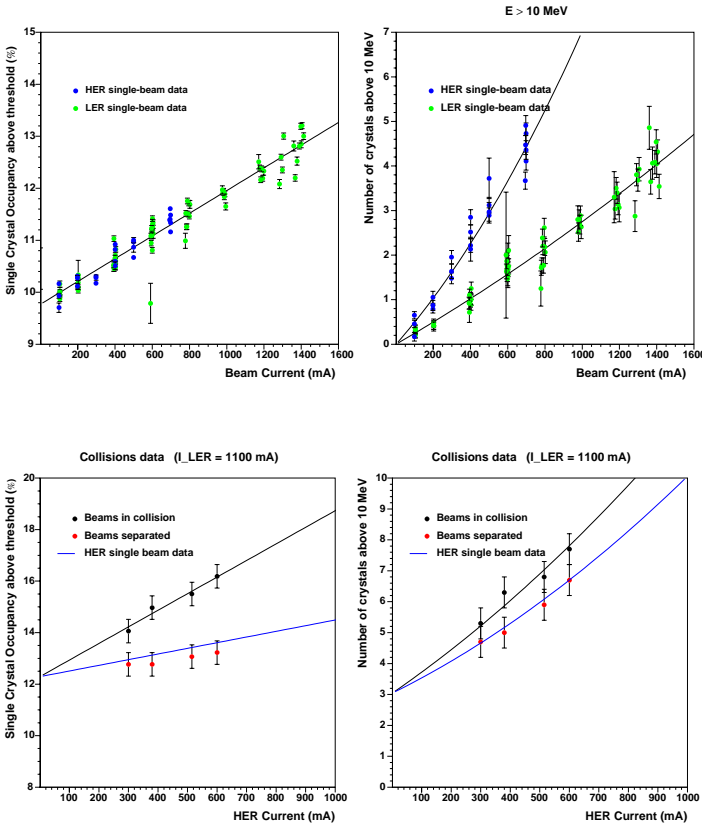 E > 10 MeV
Single Crystal Occupancy above threshold (%)
15
14
13
12
11
10
9
HER single-beam data
LER single-beam data
200 400 600 800 1000 1200 1400 1600
Beam Current (mA)
Number of crystals above 10 MeV
7
6
5
4
3
2
1
0
HER single-beam data
LER single-beam data
200 400 600 800 1000 1200 1400 1600
Beam Current (mA)
Collisions data (I_LER = 1100 mA)
Single Crystal Occupancy above threshold (%)
20
18
16
14
12
10
8
Beams in collision
Beams separated
HER single beam data
100 200 300 400 500 600 700 800 900 1000
HER Current (mA)
Collisions data (I_LER = 1100 mA)
Number of crystals above 10 MeV
10
9
8
7
6
5
4
3
2
1
0
Beams in collision
Beams separated
HER single beam data
100 200 300 400 500 600 700 800 900 1000
HER Current (mA)